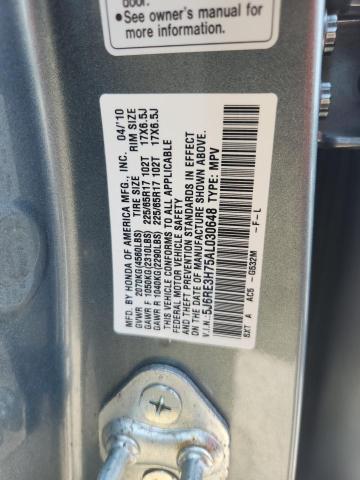 door.
•See owner's manual for
more information.
MFD. BY HONDA OF AMERICA MFG., INC. 04/'10
GVWR 2070KG(4560LBS) TIRE SIZE RIM SIZE
GAWR F 1050KG(2310LBS) 225/65R17 102T 17X6.5J
GAWR R 1040KG(2290LBS) 225/65R17 102T 17X6.5J
THIS VEHICLE CONFORMS TO ALL APPLICABLE
FEDERAL MOTOR VEHICLE SAFETY
AND THEFT PREVENTION STANDARDS IN EFFECT
ON THE DATE OF MANUFACTURE SHOWN ABOVE.
V.I.N.:5J6RE3H75AL030648 TYPE: MPV
SXT A AC5 - G532M -F-L